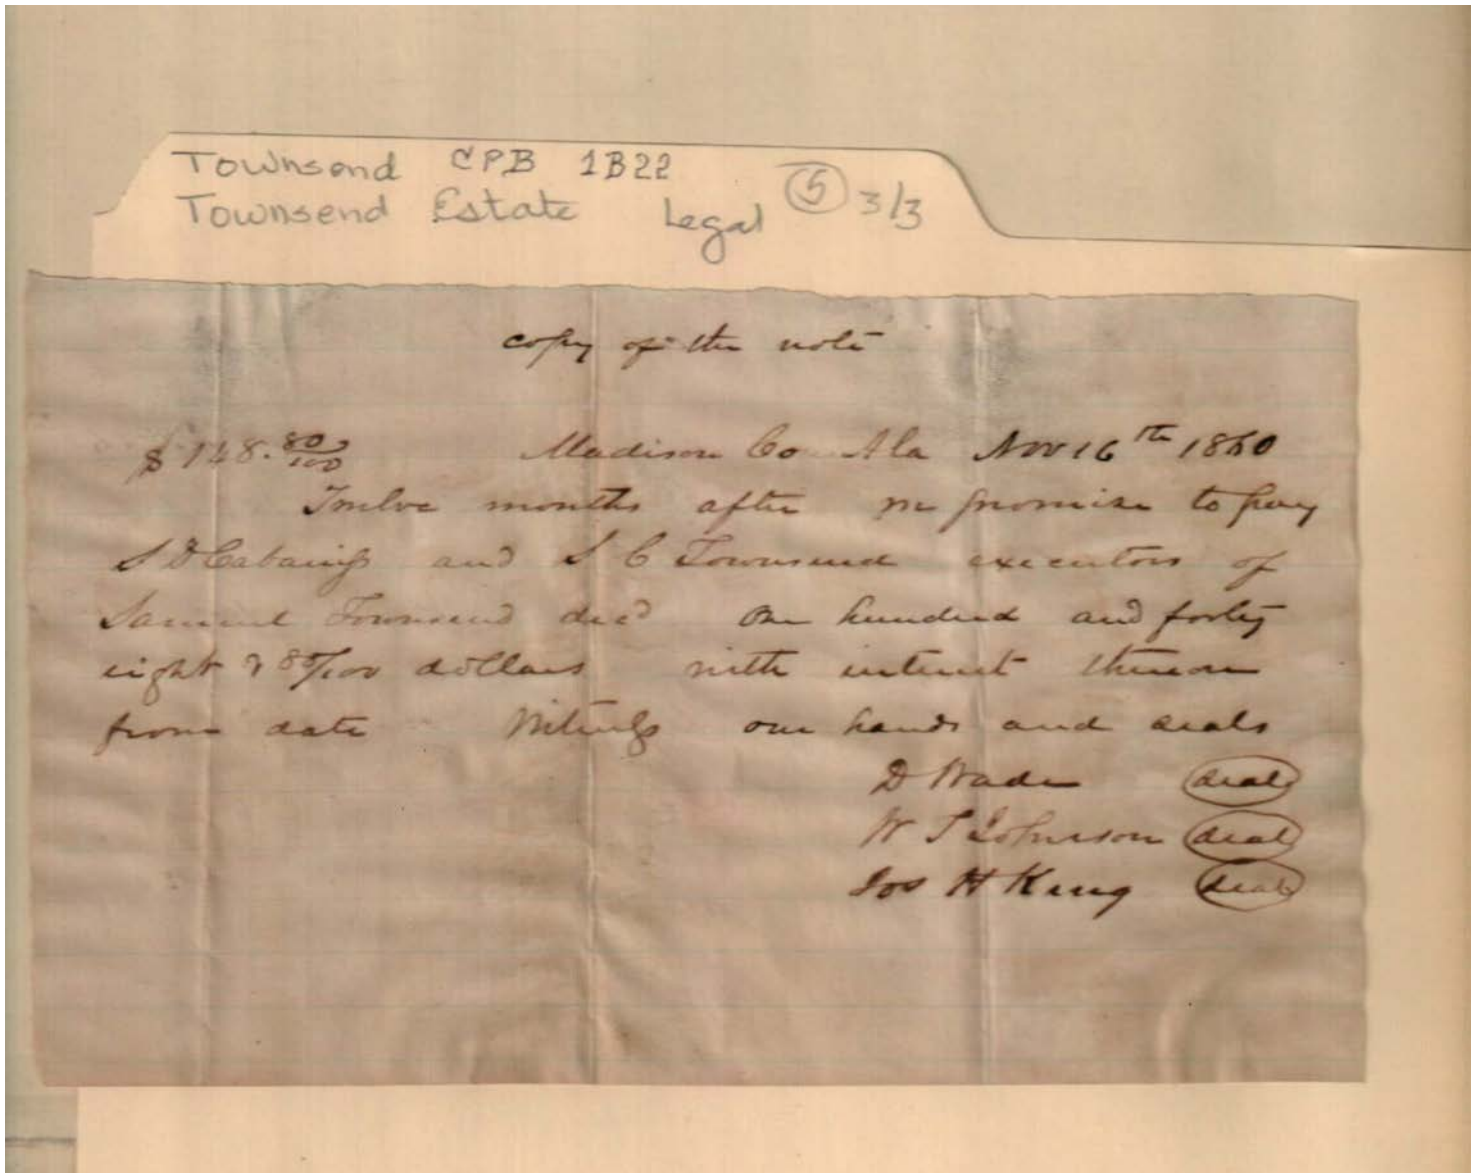 Townsend CPB 1B22
Townsend Estate Legal 5 3/3
copy of the note
$148.80/100 Madison Co Ala Nov 16th 1860
Twelve months after we promise to pay
S D Cabaniss and S C Townsend executors of
Samuel Townsend decd one hundred and forty
eight & 80/100 dollars with interest thereon
from date Witness our hands and seals
D Wade seal
W T Johnson seal
Jos H King seal